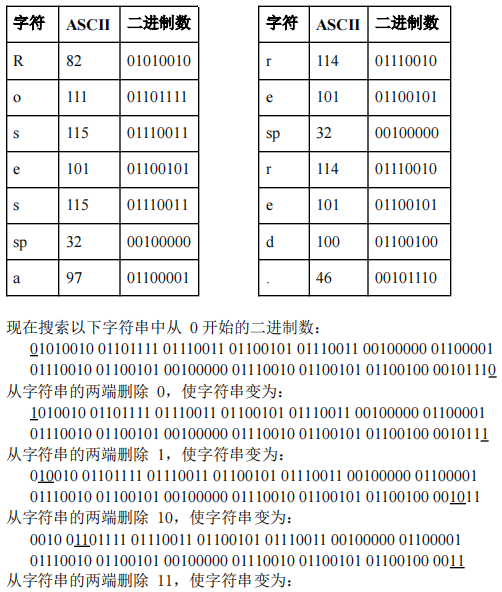 字符 ASCII 二进制数
R 82 01010010
o 111 01101111
s 115 01110011
e 101 01100101
s 115 01110011
sp 32 00100000
a 97 01100001
字符 ASCII 二进制数
r 114 01110010
e 101 01100101
sp 32 00100000
r 114 01110010
e 101 01100101
d 100 01100100
. 46 00101110
现在搜索以下字符串中从 0 开始的二进制数:
01010010 01101111 01110011 01100101 01110011 00100000 01100001
01110010 01100101 00100000 01110010 01100101 01100100 00101110
从字符串的两端删除 0，使字符串变为:
1010010 01101111 01110011 01100101 01110011 00100000 01100001
01110010 01100101 00100000 01110010 01100101 01100100 0010111
从字符串的两端删除 1，使字符串变为:
010010 01101111 01110011 01100101 01110011 00100000 01100001
01110010 01100101 00100000 01110010 01100101 01100100 001011
从字符串的两端删除 10，使字符串变为:
0010 01101111 01110011 01100101 01110011 00100000 01100001
01110010 01100101 00100000 01110010 01100101 01100100 0011
从字符串的两端删除 11，使字符串变为: